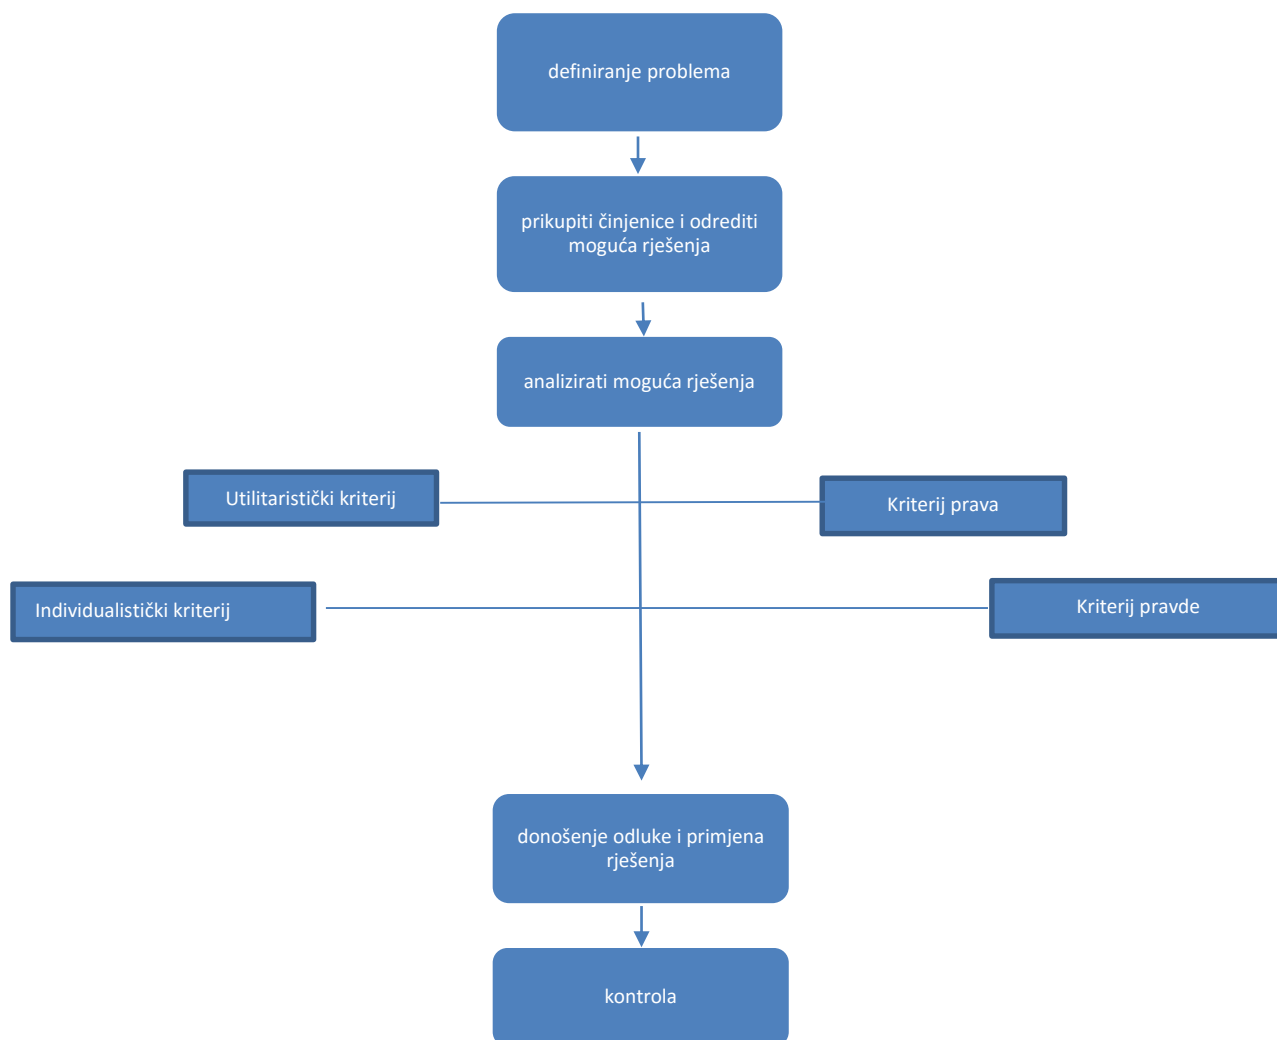 definiranje problema
prikupiti činjenice i odrediti
moguća rješenja
analizirati moguća rješenja
Utilitaristički kriterij
Kriterij prava
Individualistički kriterij
Kriterij pravde
donošenje odluke i primjena
rješenja
kontrola